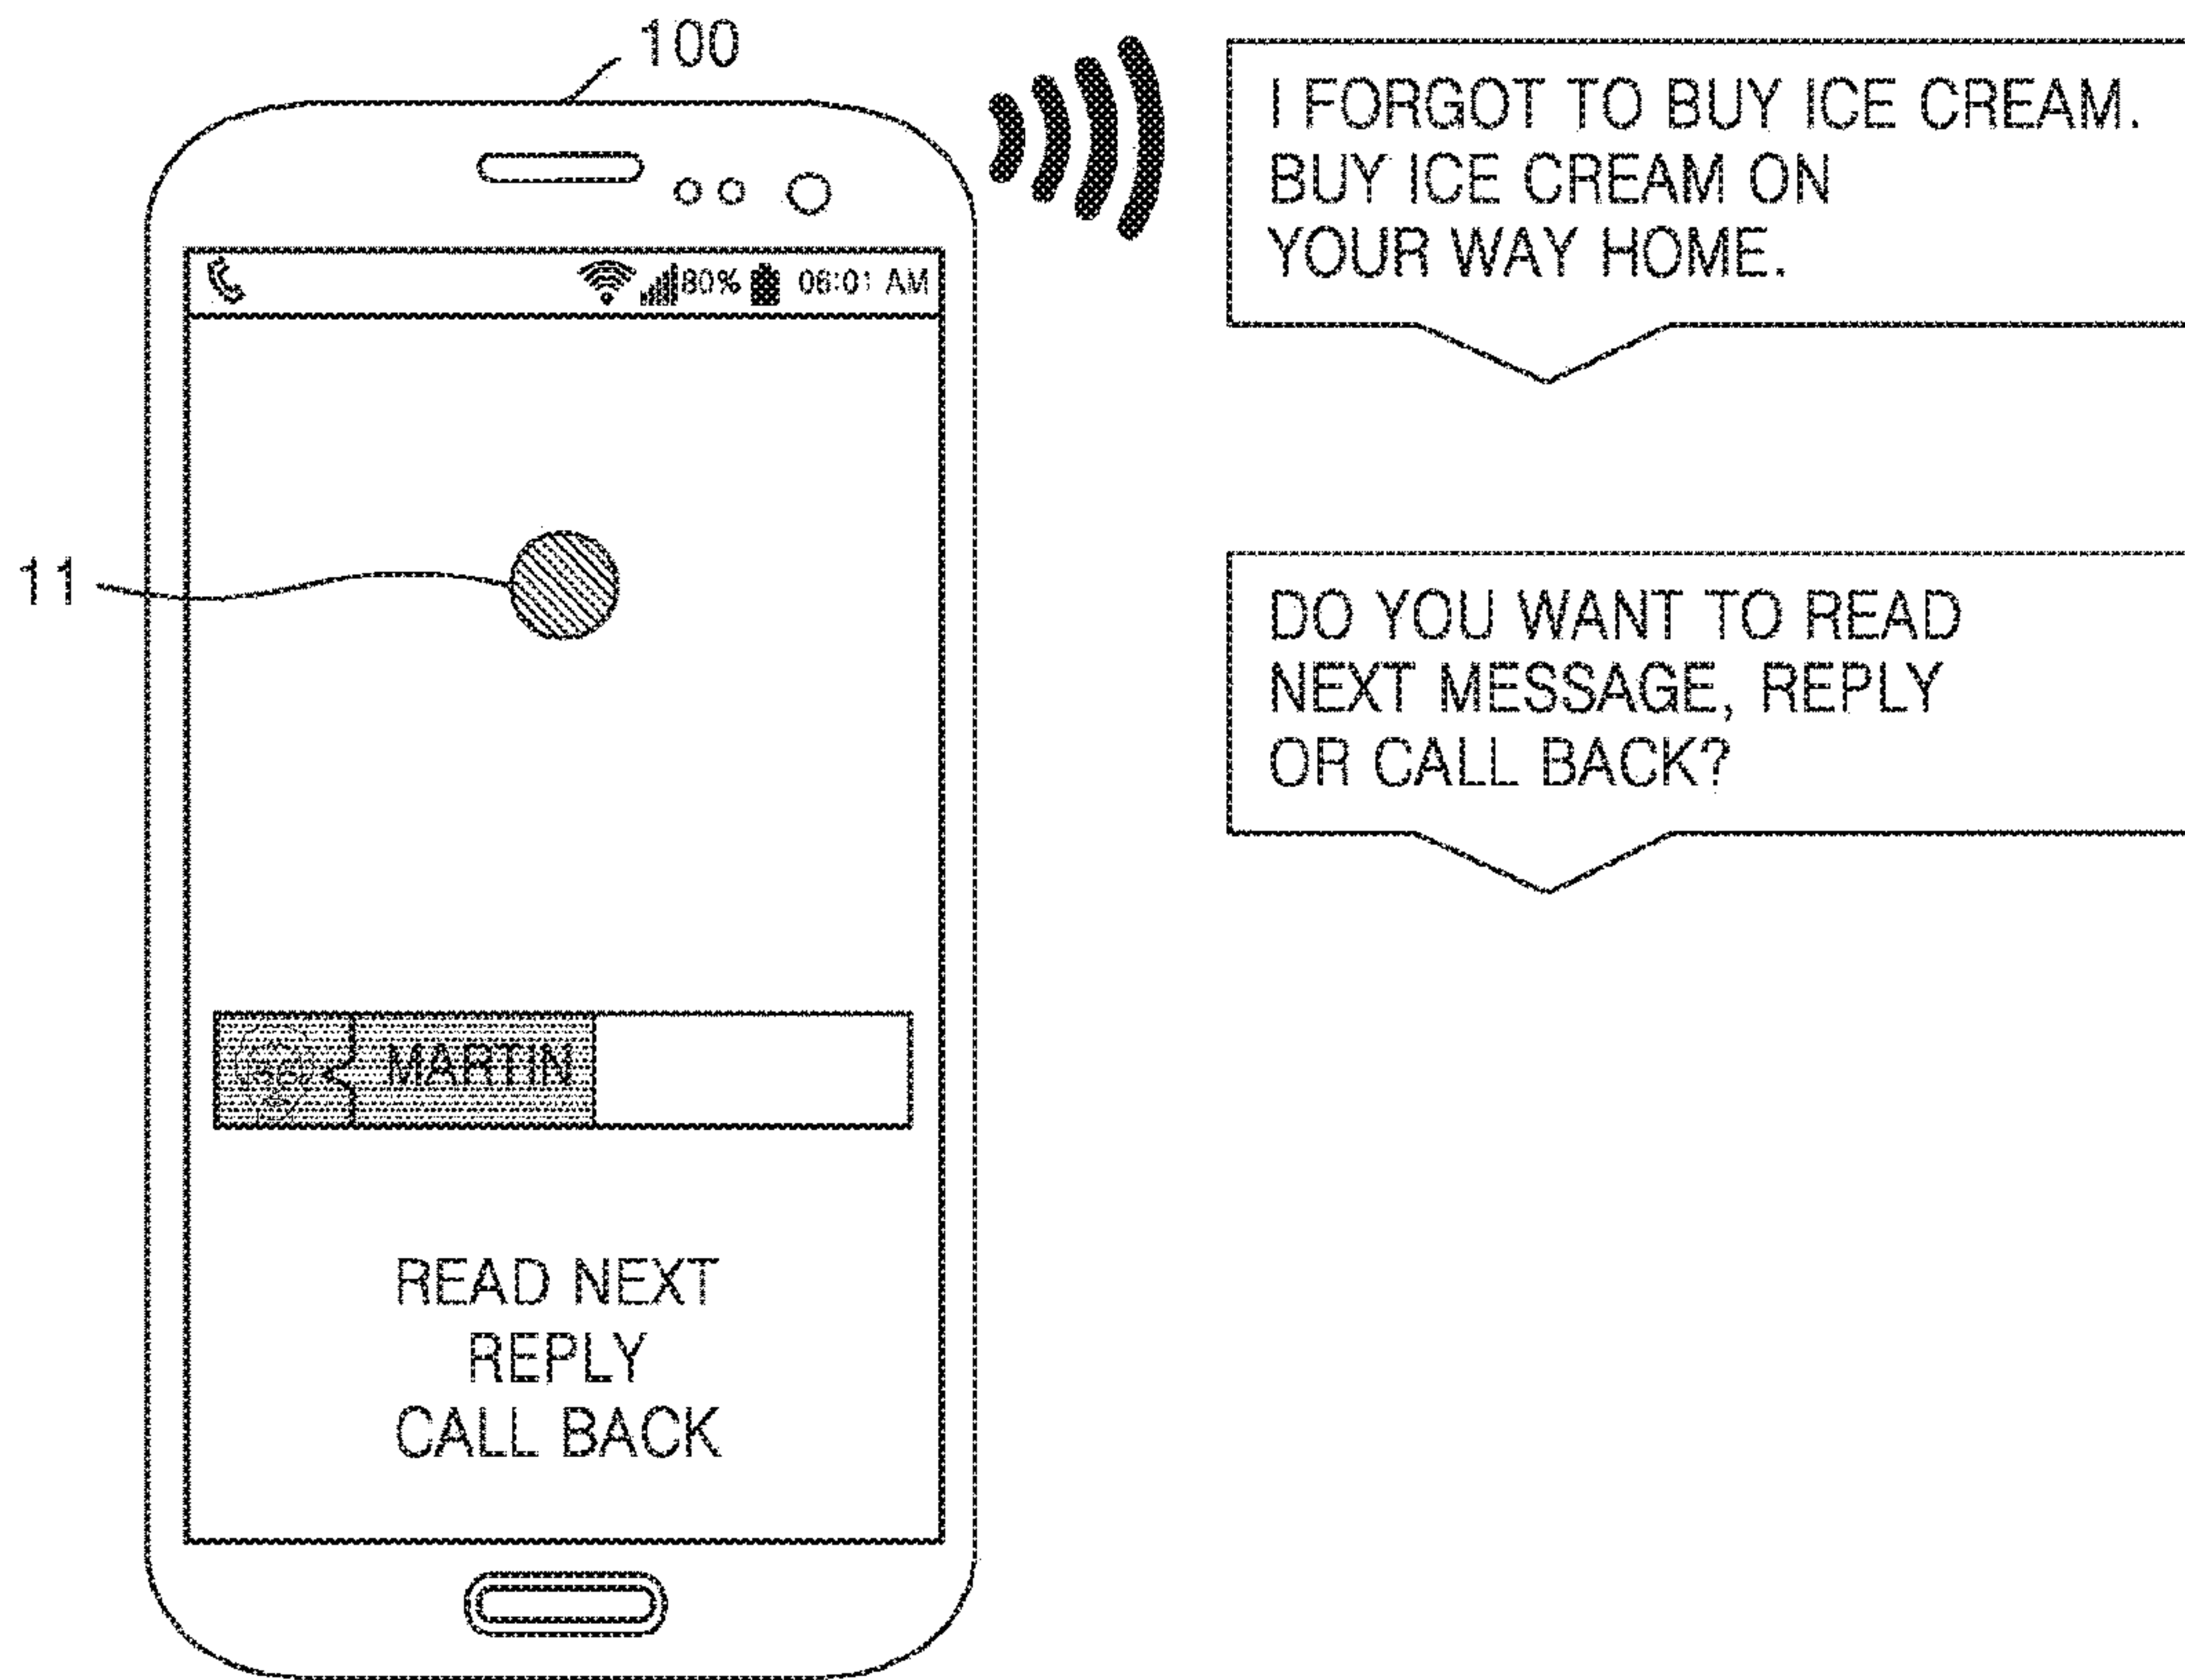 100
I FORGOT TO BUY ICE CREAM.
BUY ICE CREAM ON
YOUR WAY HOME.
80% 06:01 AM
11
DO YOU WANT TO READ
NEXT MESSAGE, REPLY
OR CALL BACK?
MARTIN
READ NEXT
REPLY
CALL BACK